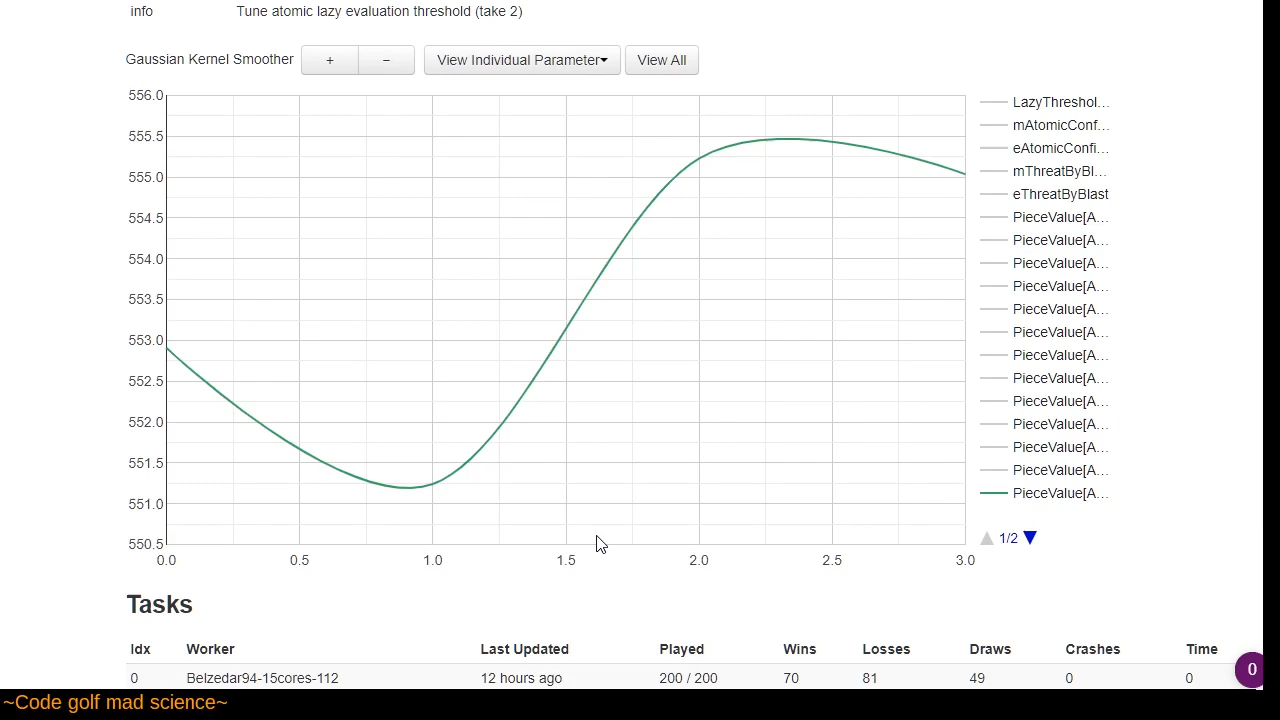 info Tune atomic lazy evaluation threshold (take 2)
Gaussian Kernel Smoother + − View Individual Parameter View All
556.0
555.5
555.0
554.5
554.0
553.5
553.0
552.5
552.0
551.5
551.0
550.5
0.0 0.5 1.0 1.5 2.0 2.5 3.0
LazyThreshol...
mAtomicConf...
eAtomicConfi...
mThreatByBl...
eThreatByBlast
PieceValue[A...
PieceValue[A...
PieceValue[A...
PieceValue[A...
PieceValue[A...
PieceValue[A...
PieceValue[A...
PieceValue[A...
PieceValue[A...
PieceValue[A...
PieceValue[A...
PieceValue[A...
PieceValue[A...
1/2
Tasks
Idx Worker Last Updated Played Wins Losses Draws Crashes Time
0 Belzedar94-15cores-112 12 hours ago 200 / 200 70 81 49 0 0
0
~Code golf mad science~